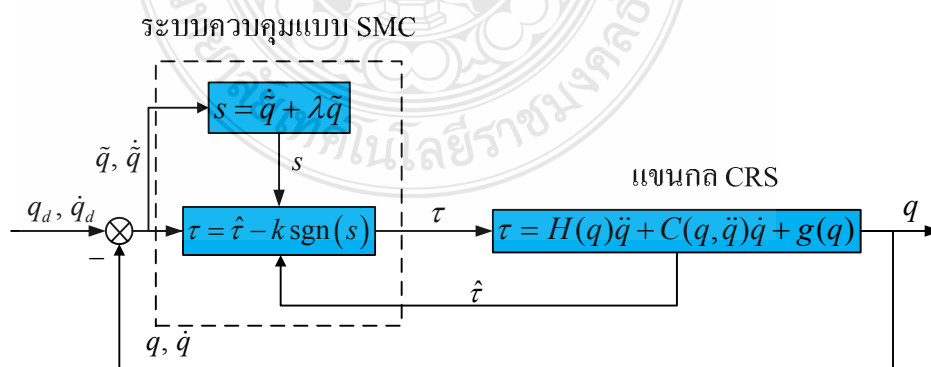 ระบบควบคุมแบบ SMC
s = \dot{\tilde{q}} + λ\tilde{q}
\tilde{q}, \dot{\tilde{q}}
s
แขนกล CRS
q_d, \dot{q}_d
τ = \hat{τ} − k sgn(s)
τ
τ = H(q)\ddot{q} + C(q,\ddot{q})\dot{q} + g(q)
q
−
\hat{τ}
q, \dot{q}